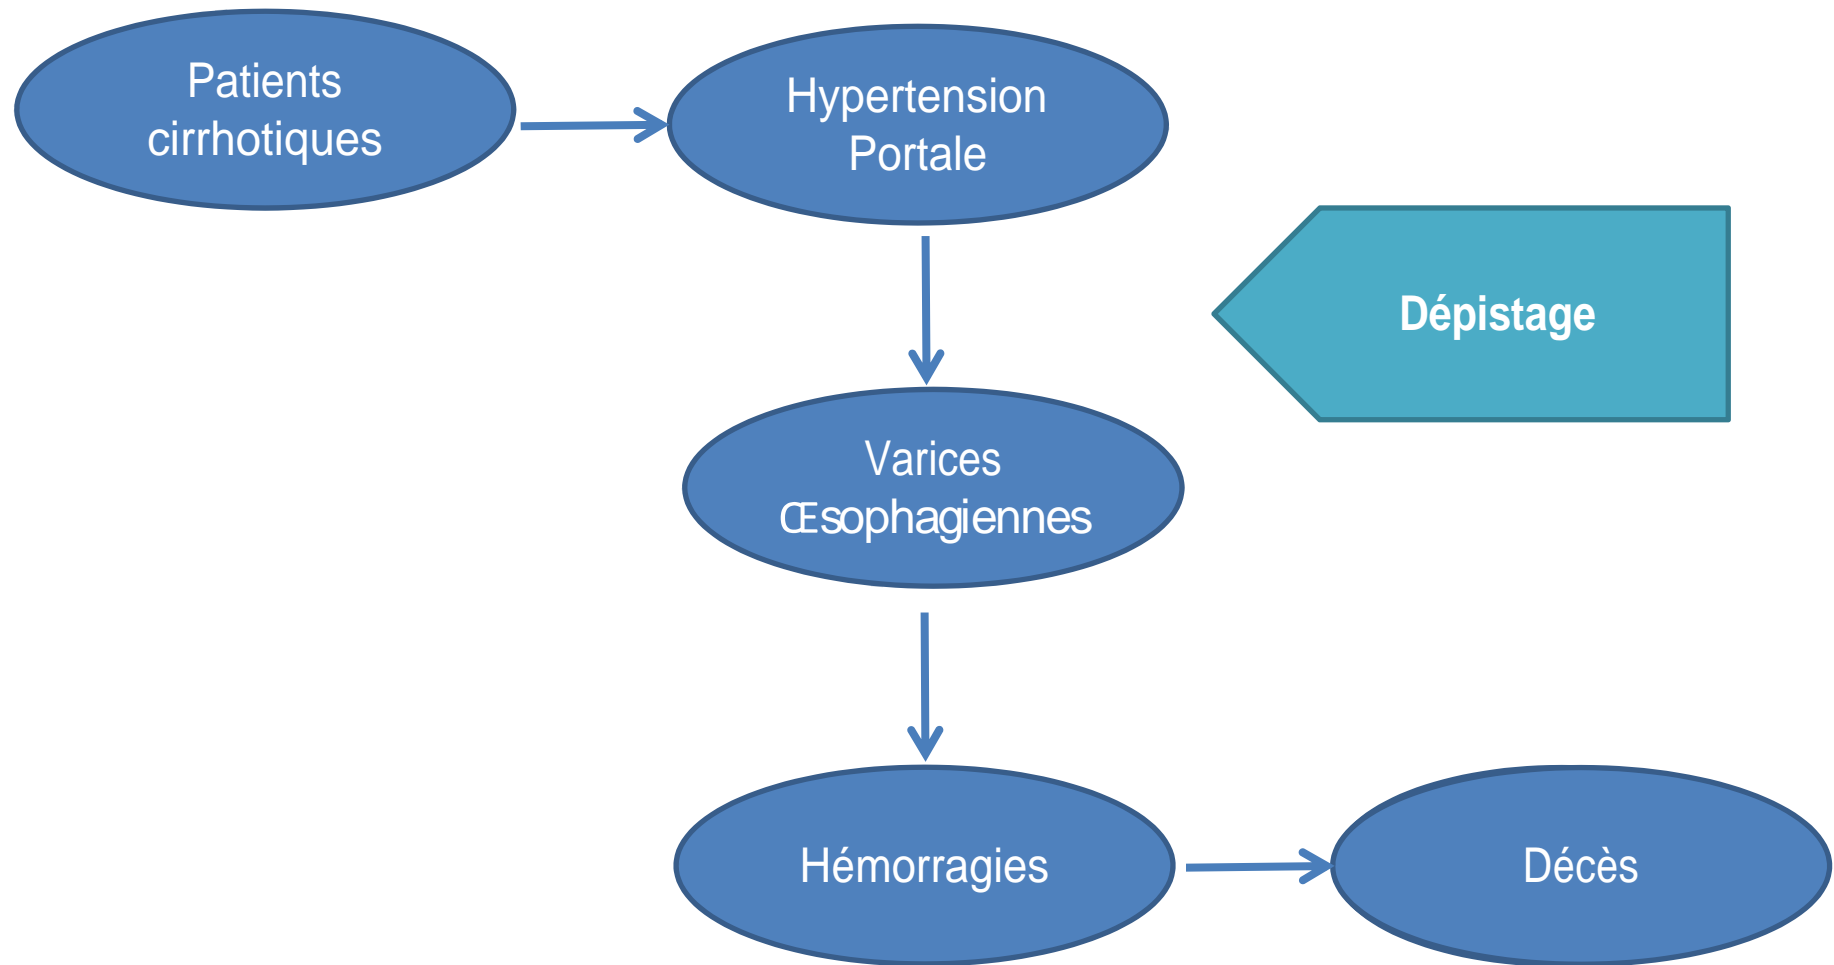 Patients
cirrhotiques
Hypertension
Portale
Dépistage
Varices
Œsophagiennes
Hémorragies
Décès